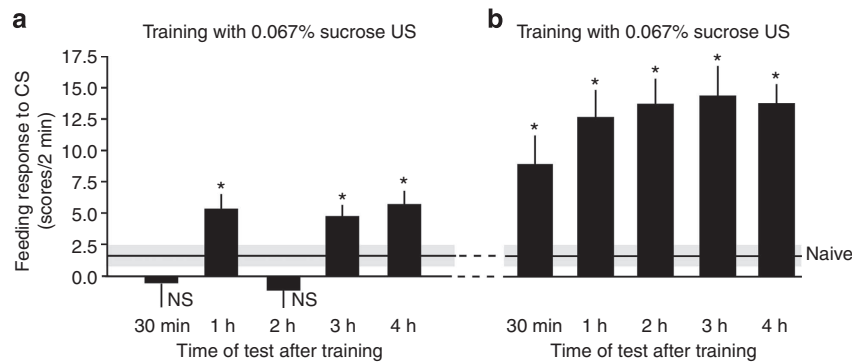 a
Training with 0.067% sucrose US
Feeding response to CS
(scores/2 min)
17.5
15.0
12.5
10.0
7.5
5.0
2.5
0.0
*
*
*
NS
NS
30 min 1 h 2 h 3 h 4 h
Time of test after training
b
Training with 0.067% sucrose US
*
*
*
*
*
Naive
30 min 1 h 2 h 3 h 4 h
Time of test after training